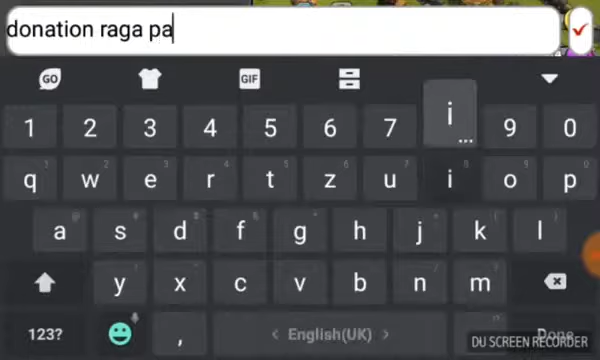 donation raga pa
GO GIF
1 2 3 4 5 6 7 i ... 9 0
q w e r t z u i o p
a s d f g h j k l
y x c v b n m
123? , English(UK) Done
DU SCREEN RECORDER